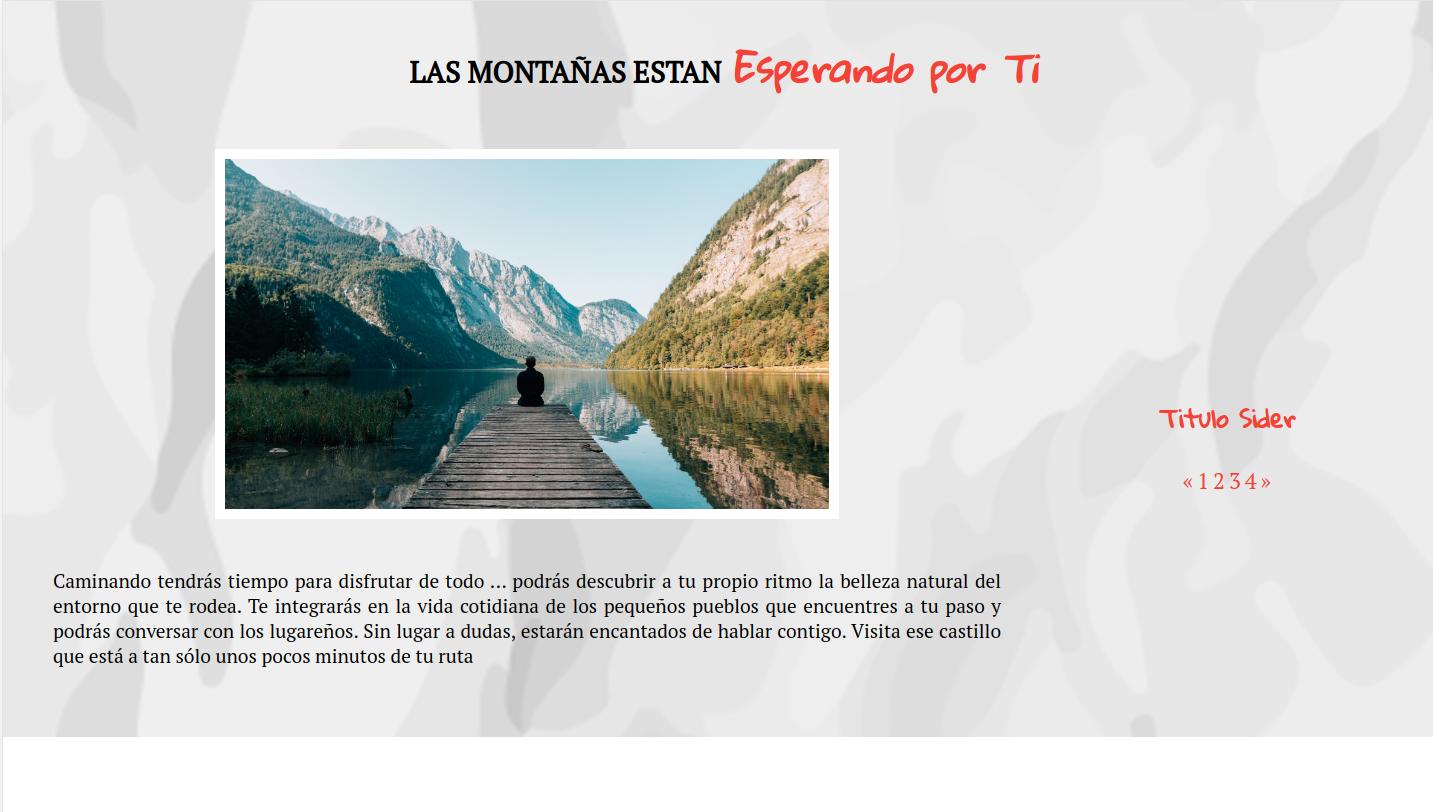 LAS MONTAÑAS ESTAN Esperando por Ti
Titulo Sider
« 1 2 3 4 »
Caminando tendrás tiempo para disfrutar de todo ... podrás descubrir a tu propio ritmo la belleza natural del
entorno que te rodea. Te integrarás en la vida cotidiana de los pequeños pueblos que encuentres a tu paso y
podrás conversar con los lugareños. Sin lugar a dudas, estarán encantados de hablar contigo. Visita ese castillo
que está a tan sólo unos pocos minutos de tu ruta